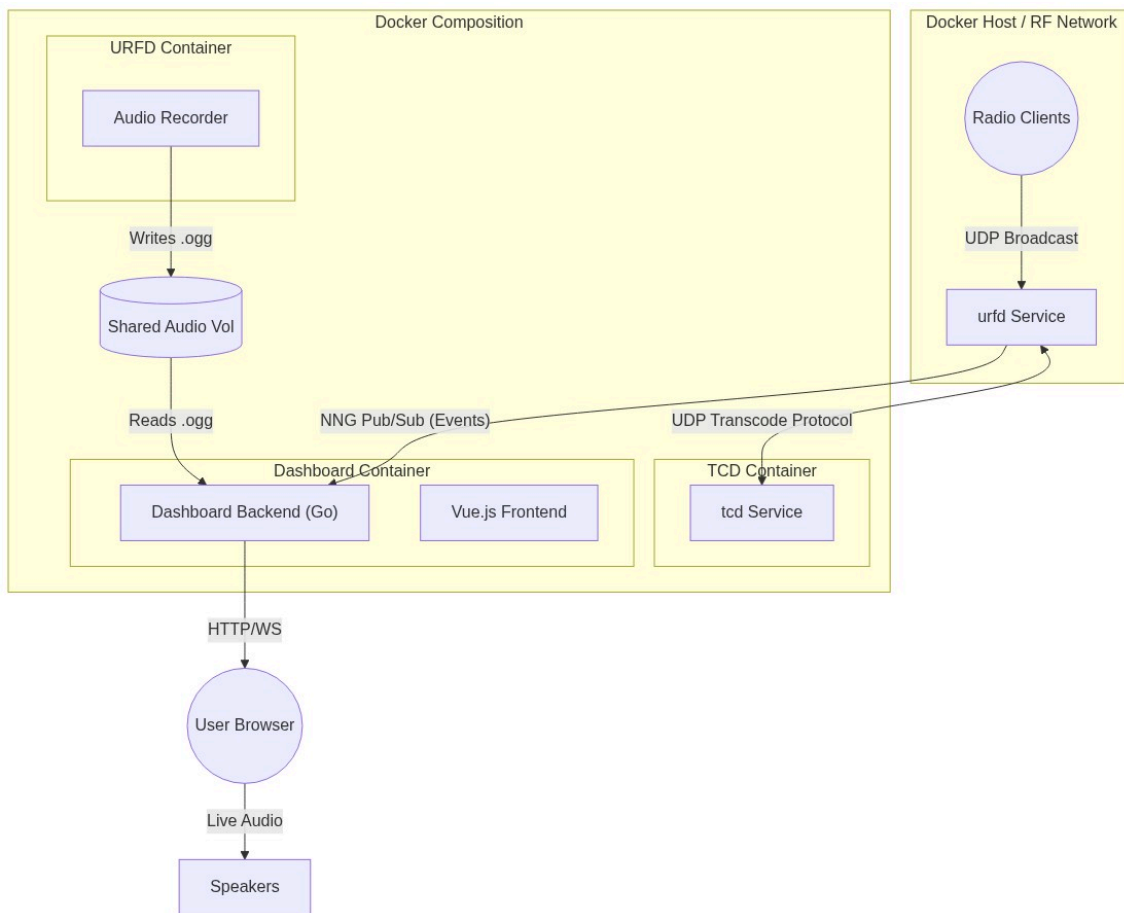 Docker Composition
Docker Host / RF Network
URFD Container
Audio Recorder
Radio Clients
Writes .ogg
UDP Broadcast
Shared Audio Vol
urfd Service
Reads .ogg
NNG Pub/Sub (Events)
UDP Transcode Protocol
Dashboard Container
TCD Container
Dashboard Backend (Go)
Vue.js Frontend
tcd Service
HTTP/WS
User Browser
Live Audio
Speakers